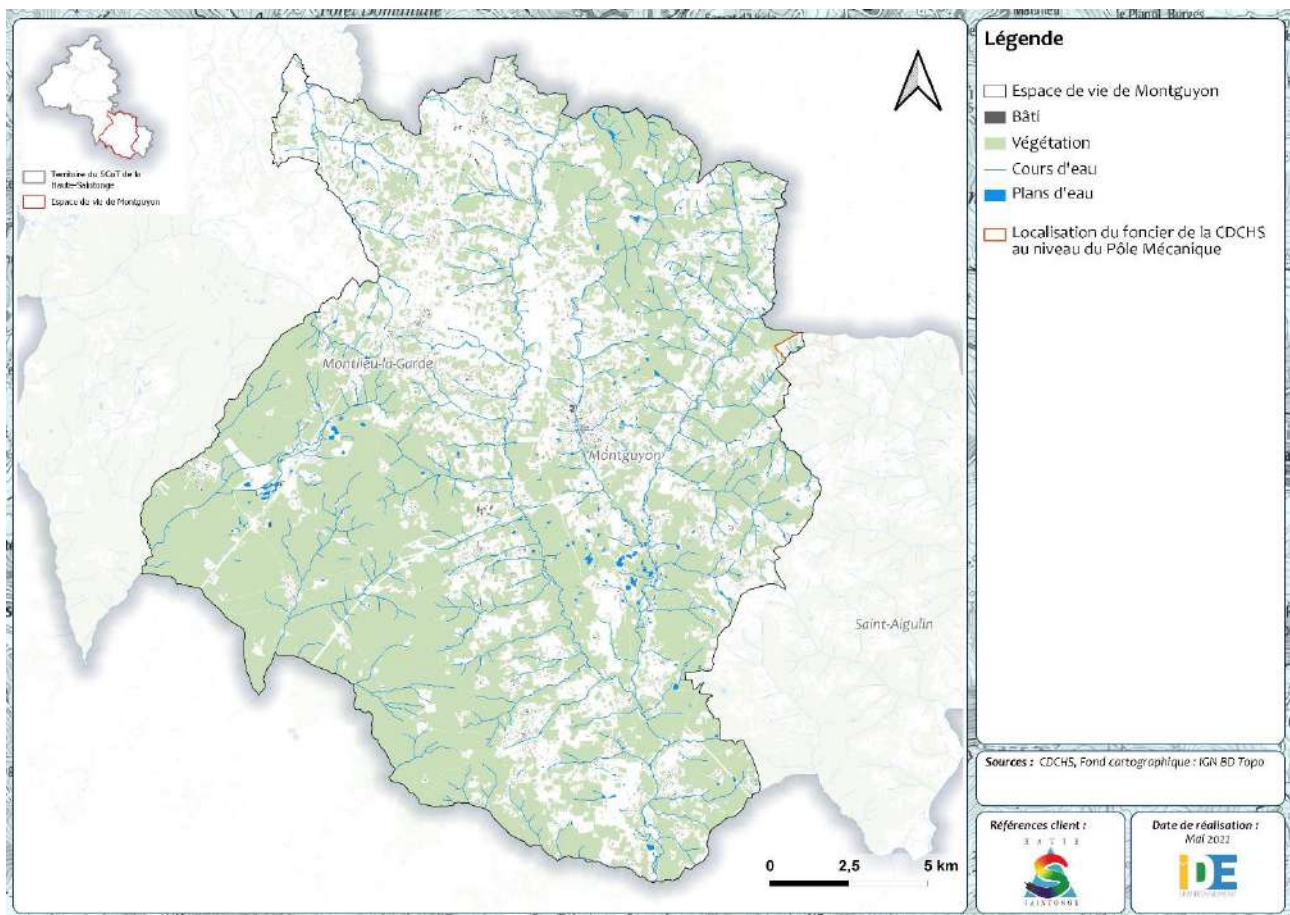 Forêt Domaniale
Territoire du SCoT de la
Haute-Saintonge
Espace de vie de Montguyon
Montlieu-la-Garde
Montguyon
Saint-Aigulin
0 2,5 5 km
Légende
Espace de vie de Montguyon
Bâti
Végétation
Cours d'eau
Plans d'eau
Localisation du foncier de la CDCHS
au niveau du Pôle Mécanique
Sources : CDCHS, Fond cartographique : IGN BD Topo
Références client :
HAUTE
SAINTONGE
Date de réalisation :
Mai 2022
IDE